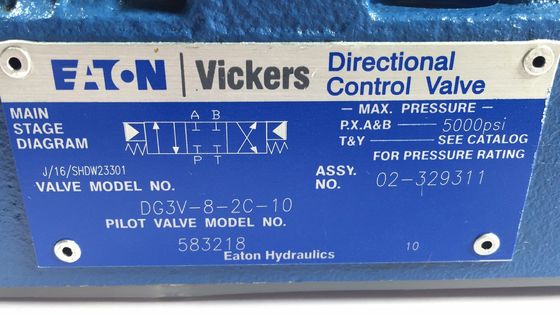 EATON | Vickers
Directional
Control Valve
MAIN
STAGE
DIAGRAM
A B
P T
— MAX. PRESSURE —
P.X.A&B — 5000psi
T&Y — SEE CATALOG
FOR PRESSURE RATING
J/16/SHDW23301
VALVE MODEL NO.
ASSY.
NO. 02-329311
DG3V-8-2C-10
PILOT VALVE MODEL NO.
583218
Eaton Hydraulics
10